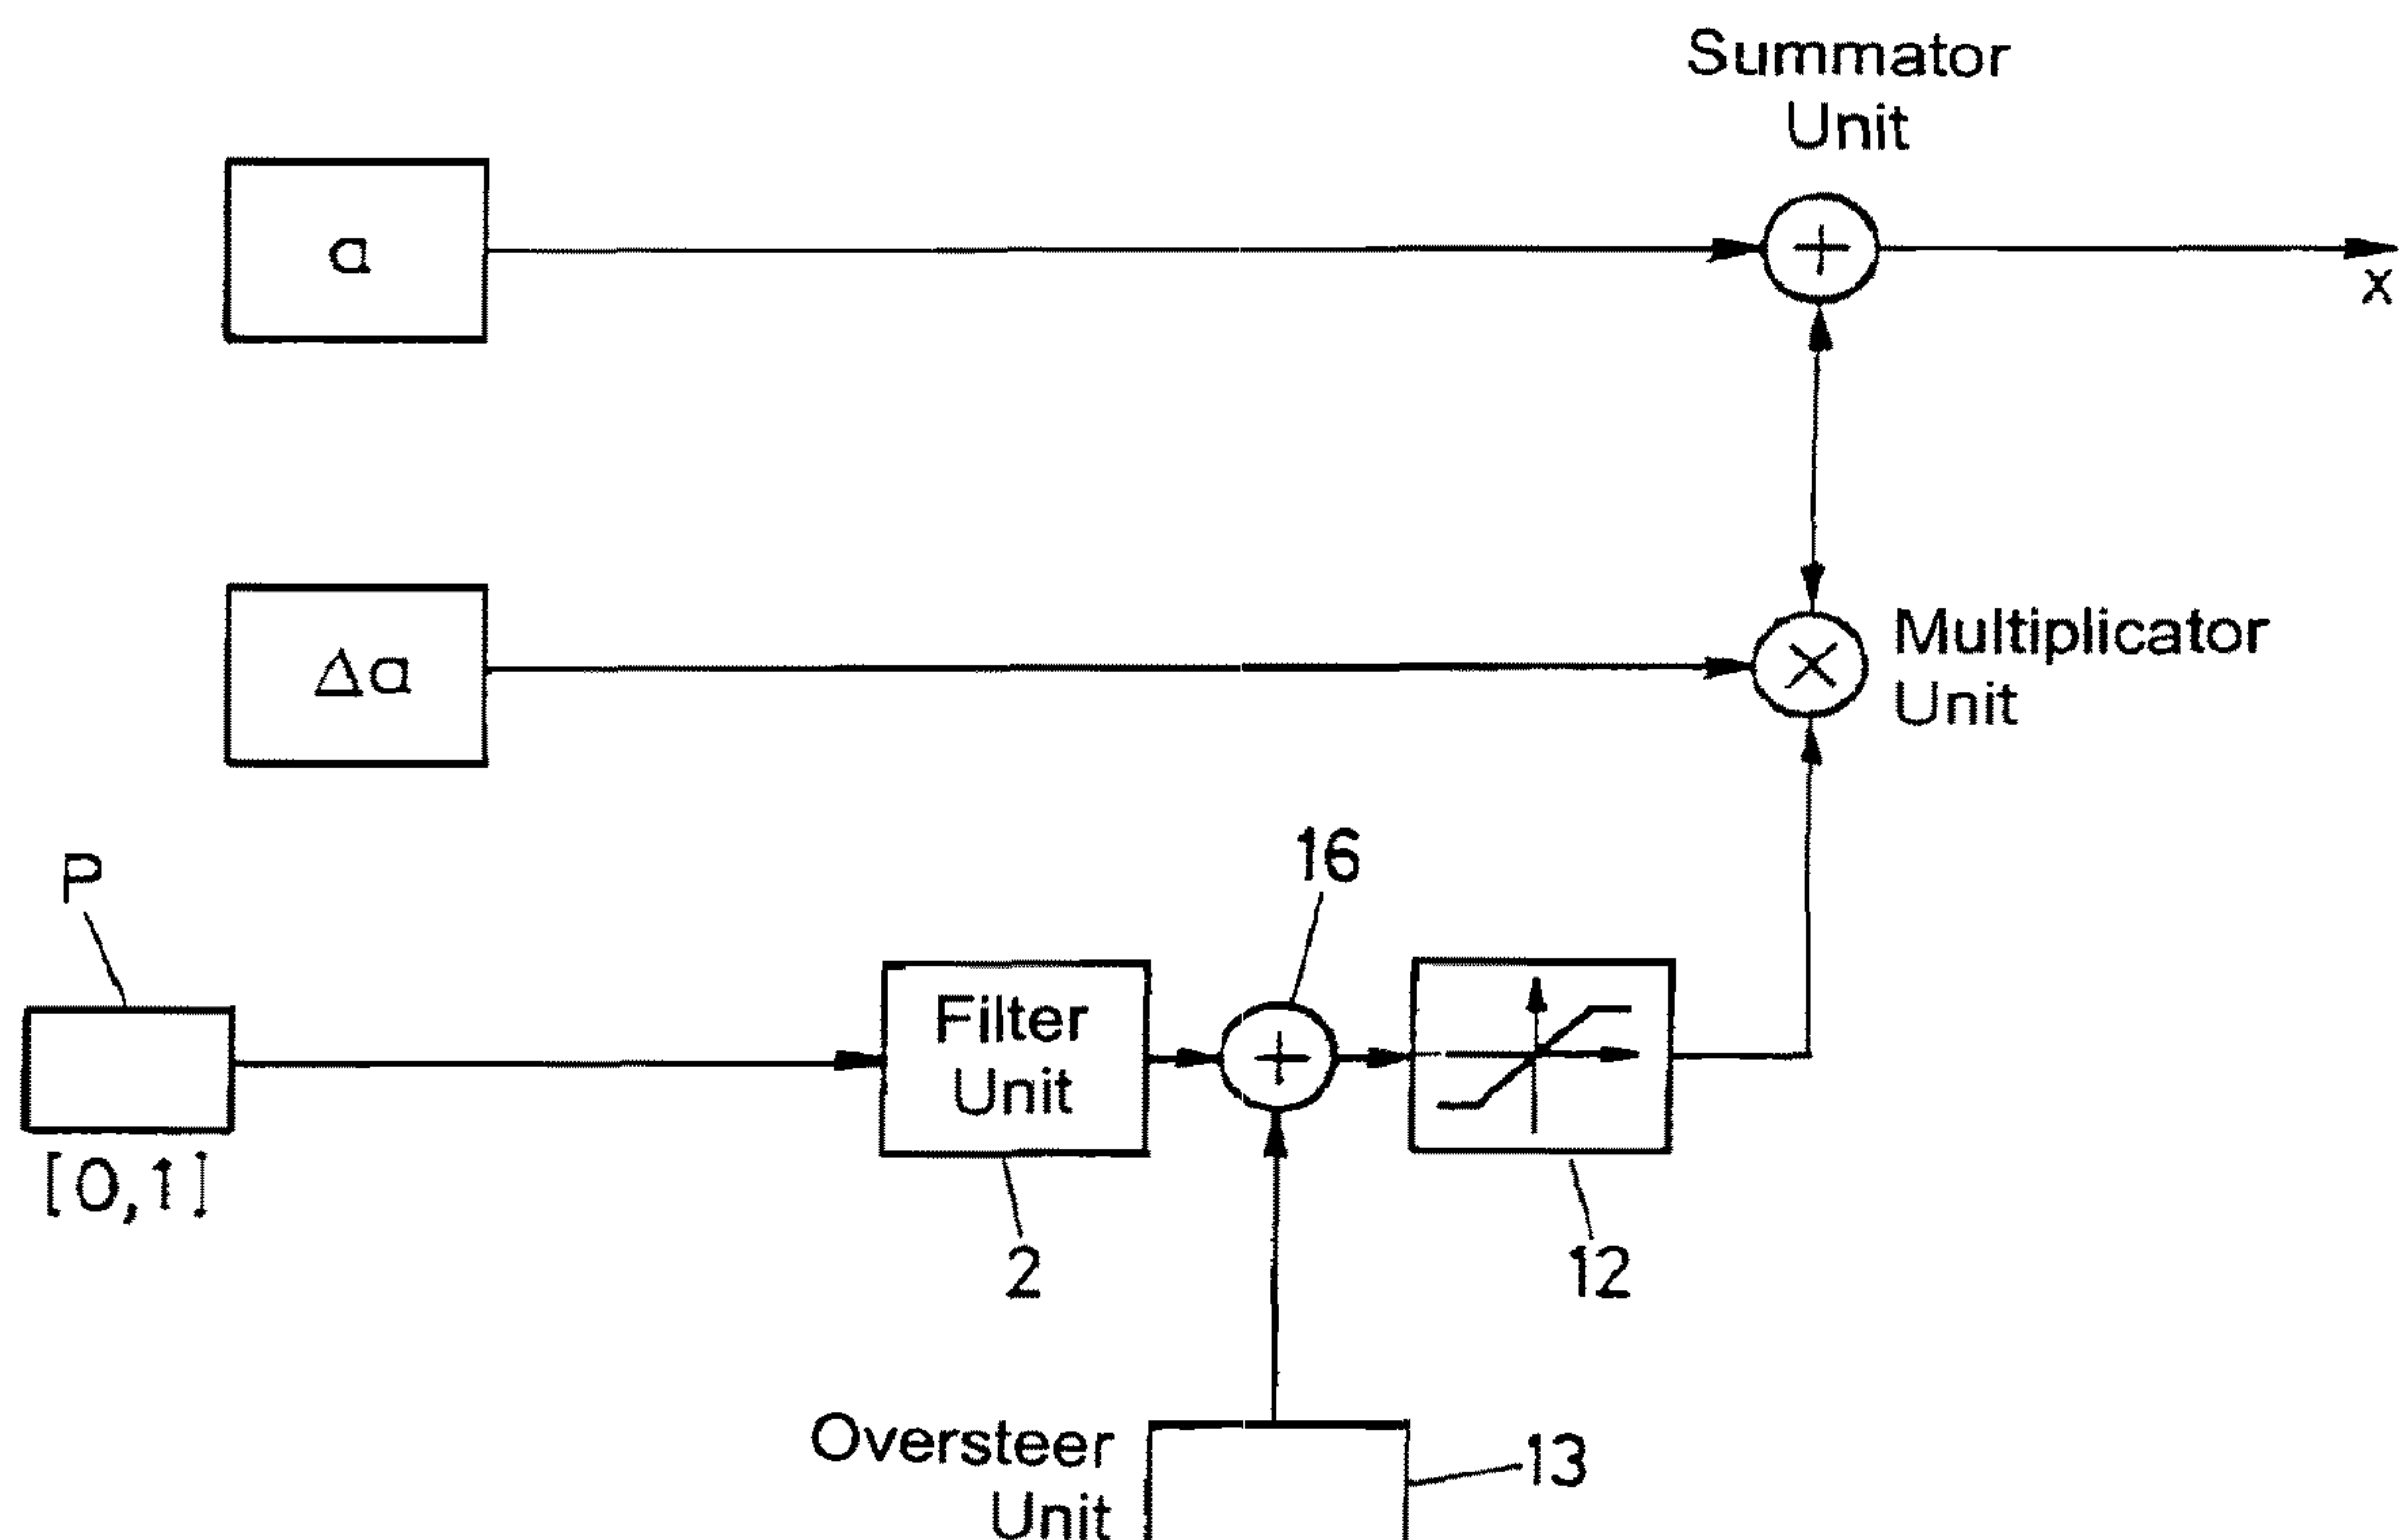 Summator
Unit
a
+
x
Δa
×
Multiplicator
Unit
P
16
Filter
Unit
+
[0,1]
2
12
Oversteer
Unit
13